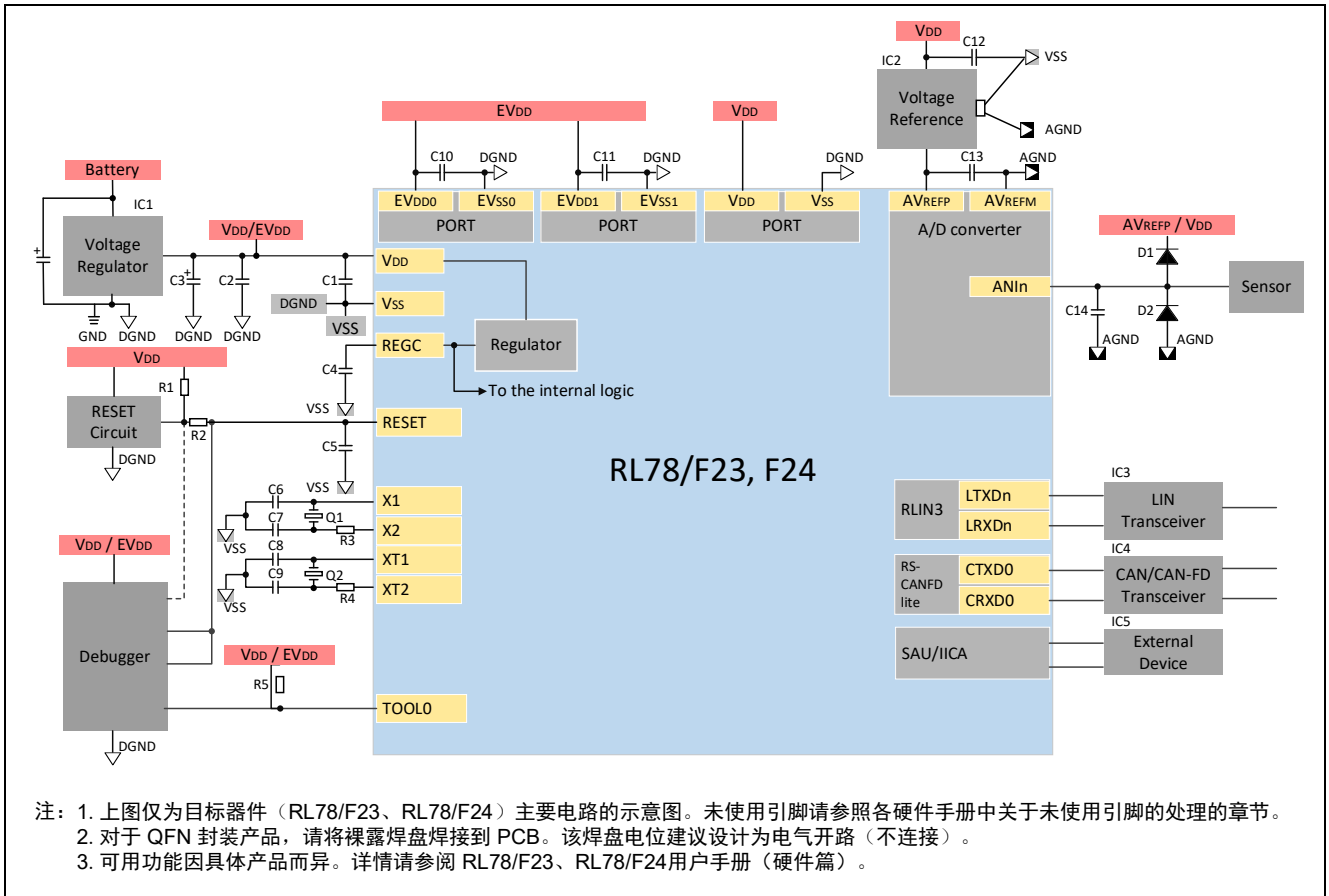 VDD
C12
IC2
VSS
Voltage
Reference
AGND
C13
AGND
EVDD
VDD
C10
DGND
C11
DGND
DGND
EVDD0
EVSS0
PORT
EVDD1
EVSS1
PORT
VDD
VSS
PORT
AVREFP
AVREFM
A/D converter
ANIn
AVREFP / VDD
D1
Sensor
C14
D2
AGND
AGND
Battery
IC1
Voltage
Regulator
+
VDD/EVDD
C3
+
C2
C1
GND
DGND
DGND
DGND
DGND
VSS
VDD
VSS
REGC
Regulator
To the internal logic
C4
VSS
VDD
R1
RESET
Circuit
R2
DGND
RESET
C5
VSS
RL78/F23, F24
C6
X1
C7
Q1
R3
X2
VSS
C8
XT1
C9
Q2
R4
XT2
VSS
VDD / EVDD
Debugger
DGND
VDD / EVDD
R5
TOOL0
RLIN3
LTXDn
LRXDn
IC3
LIN
Transceiver
RS-
CANFD
lite
CTXD0
CRXD0
IC4
CAN/CAN-FD
Transceiver
SAU/IICA
IC5
External
Device
注：1. 上图仅为目标器件（RL78/F23、RL78/F24）主要电路的示意图。未使用引脚请参照各硬件手册中关于未使用引脚的处理的章节。
2. 对于 QFN 封装产品，请将裸露焊盘焊接到 PCB。该焊盘电位建议设计为电气开路（不连接）。
3. 可用功能因具体产品而异。详情请参阅 RL78/F23、RL78/F24用户手册（硬件篇）。